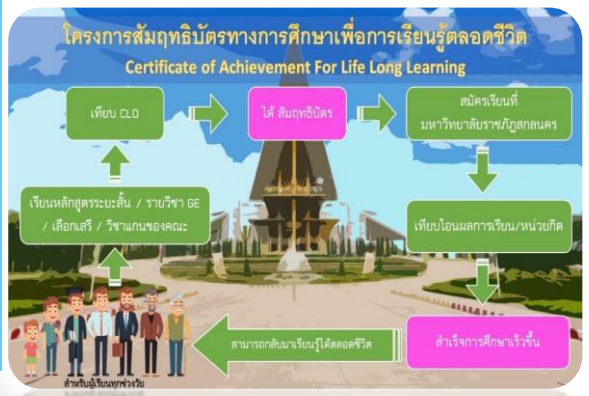 โครงการสัมฤทธิบัตรทางการศึกษาเพื่อการเรียนรู้ตลอดชีวิต
Certificate of Achievement For Life Long Learning
เทียบ CLO
ได้ สัมฤทธิบัตร
สมัครเรียนที่
มหาวิทยาลัยราชภัฏสกลนคร
เรียนหลักสูตรระยะสั้น / รายวิชา GE
/ เลือกเสรี / วิชาแกนของคณะ
เทียบโอนผลการเรียน/หน่วยกิต
สามารถกลับมาเรียนรู้ได้ตลอดชีวิต
สำเร็จการศึกษาเร็วขึ้น
สำหรับผู้เรียนทุกช่วงวัย